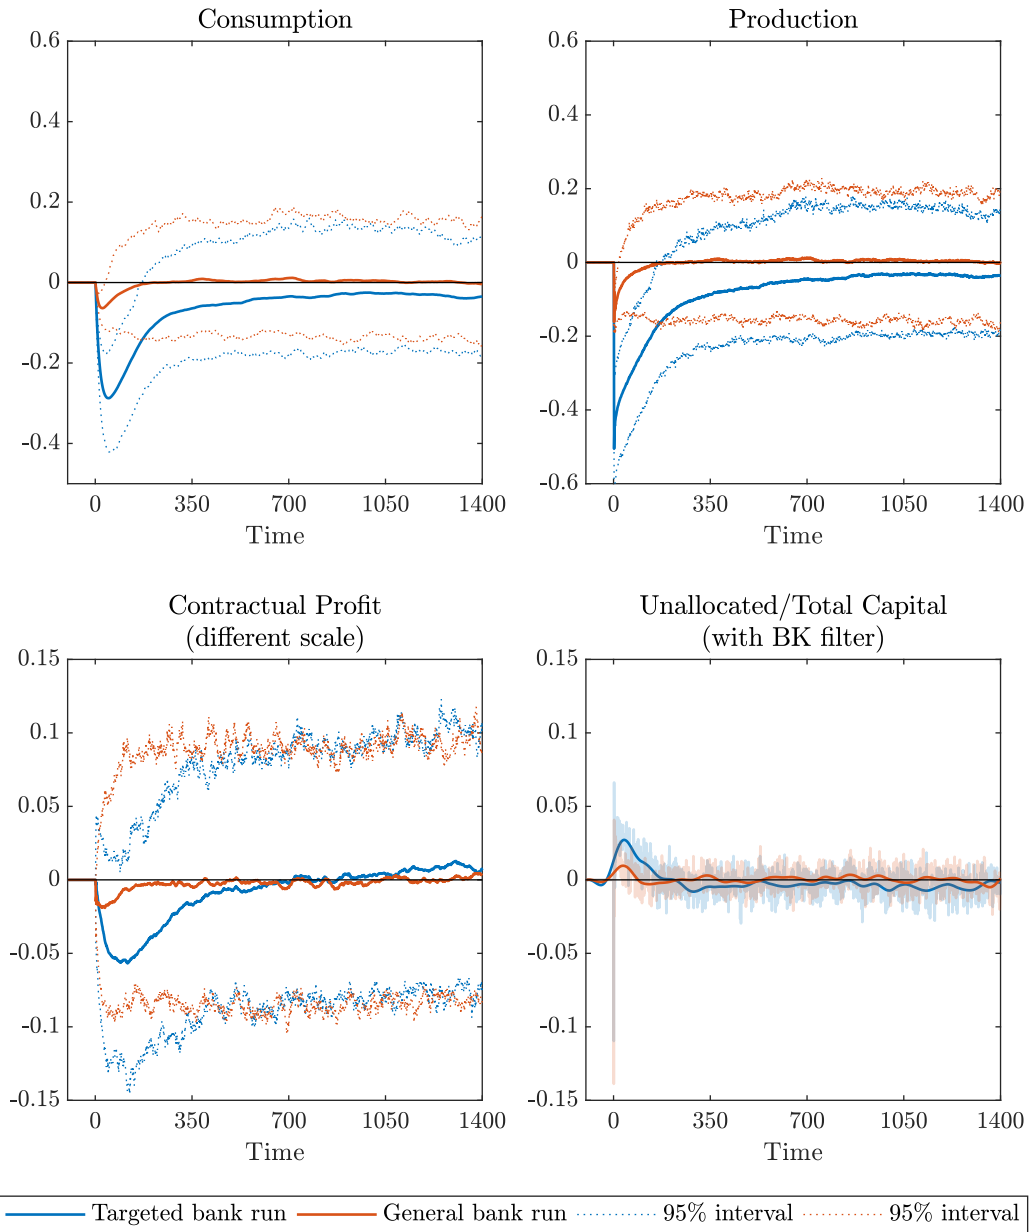 Consumption
0.6
0.4
0.2
0
-0.2
-0.4
0 350 700 1050 1400
Time
Production
0.6
0.4
0.2
0
-0.2
-0.4
-0.6
0 350 700 1050 1400
Time
Contractual Profit
(different scale)
0.15
0.1
0.05
0
-0.05
-0.1
-0.15
0 350 700 1050 1400
Time
Unallocated/Total Capital
(with BK filter)
0.15
0.1
0.05
0
-0.05
-0.1
-0.15
0 350 700 1050 1400
Time
Targeted bank run General bank run 95% interval 95% interval